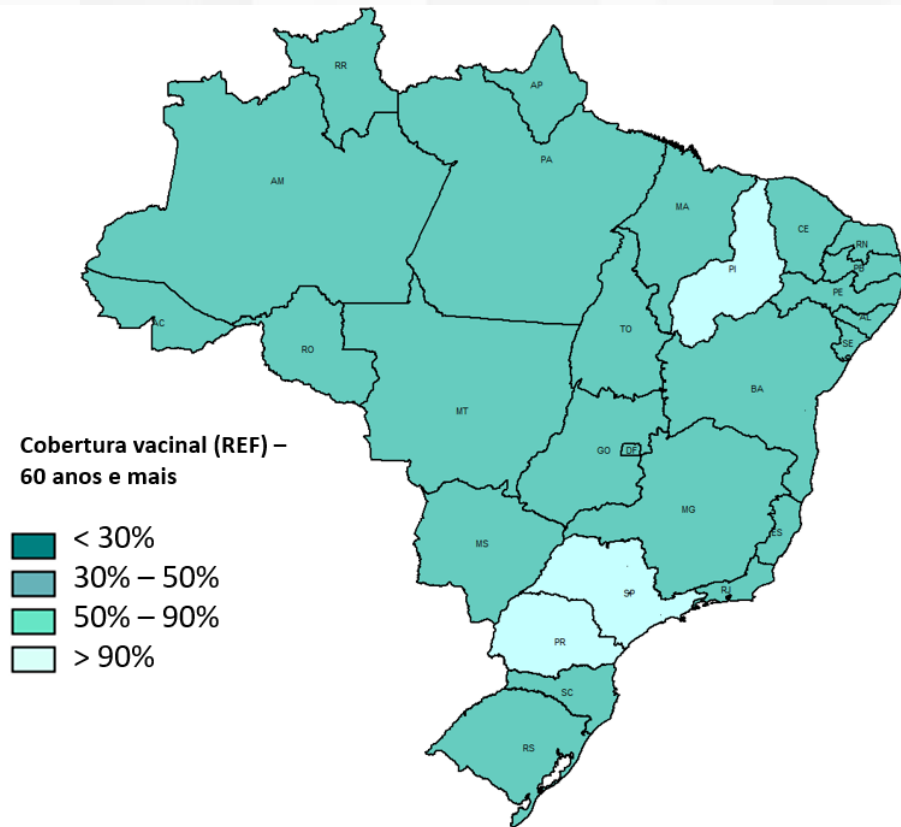 RR
AP
AM
PA
MA
CE
RN
PB
PI
PE
AL
SE
AC
RO
TO
BA
MT
GO
DF
MG
ES
MS
SP
RJ
PR
SC
RS
Cobertura vacinal (REF) –
60 anos e mais
< 30%
30% – 50%
50% – 90%
> 90%